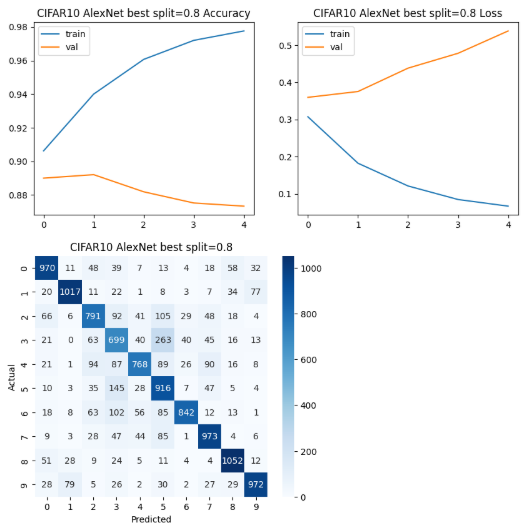 CIFAR10 AlexNet best split=0.8 Accuracy
train
val
0.98
0.96
0.94
0.92
0.90
0.88
0 1 2 3 4
CIFAR10 AlexNet best split=0.8 Loss
train
val
0.5
0.4
0.3
0.2
0.1
0 1 2 3 4
CIFAR10 AlexNet best split=0.8
Actual
0 970 11 48 39 7 13 4 18 58 32
1 20 1017 11 22 1 8 3 7 34 77
2 66 6 791 92 41 105 29 48 18 4
3 21 0 63 699 40 263 40 45 16 13
4 21 1 94 87 768 89 26 90 16 8
5 10 3 35 145 28 916 7 47 5 4
6 18 8 63 102 56 85 842 12 13 1
7 9 3 28 47 44 85 1 973 4 6
8 51 28 9 24 5 11 4 4 1052 12
9 28 79 5 26 2 30 2 27 29 972
0 1 2 3 4 5 6 7 8 9
Predicted
1000
800
600
400
200
0